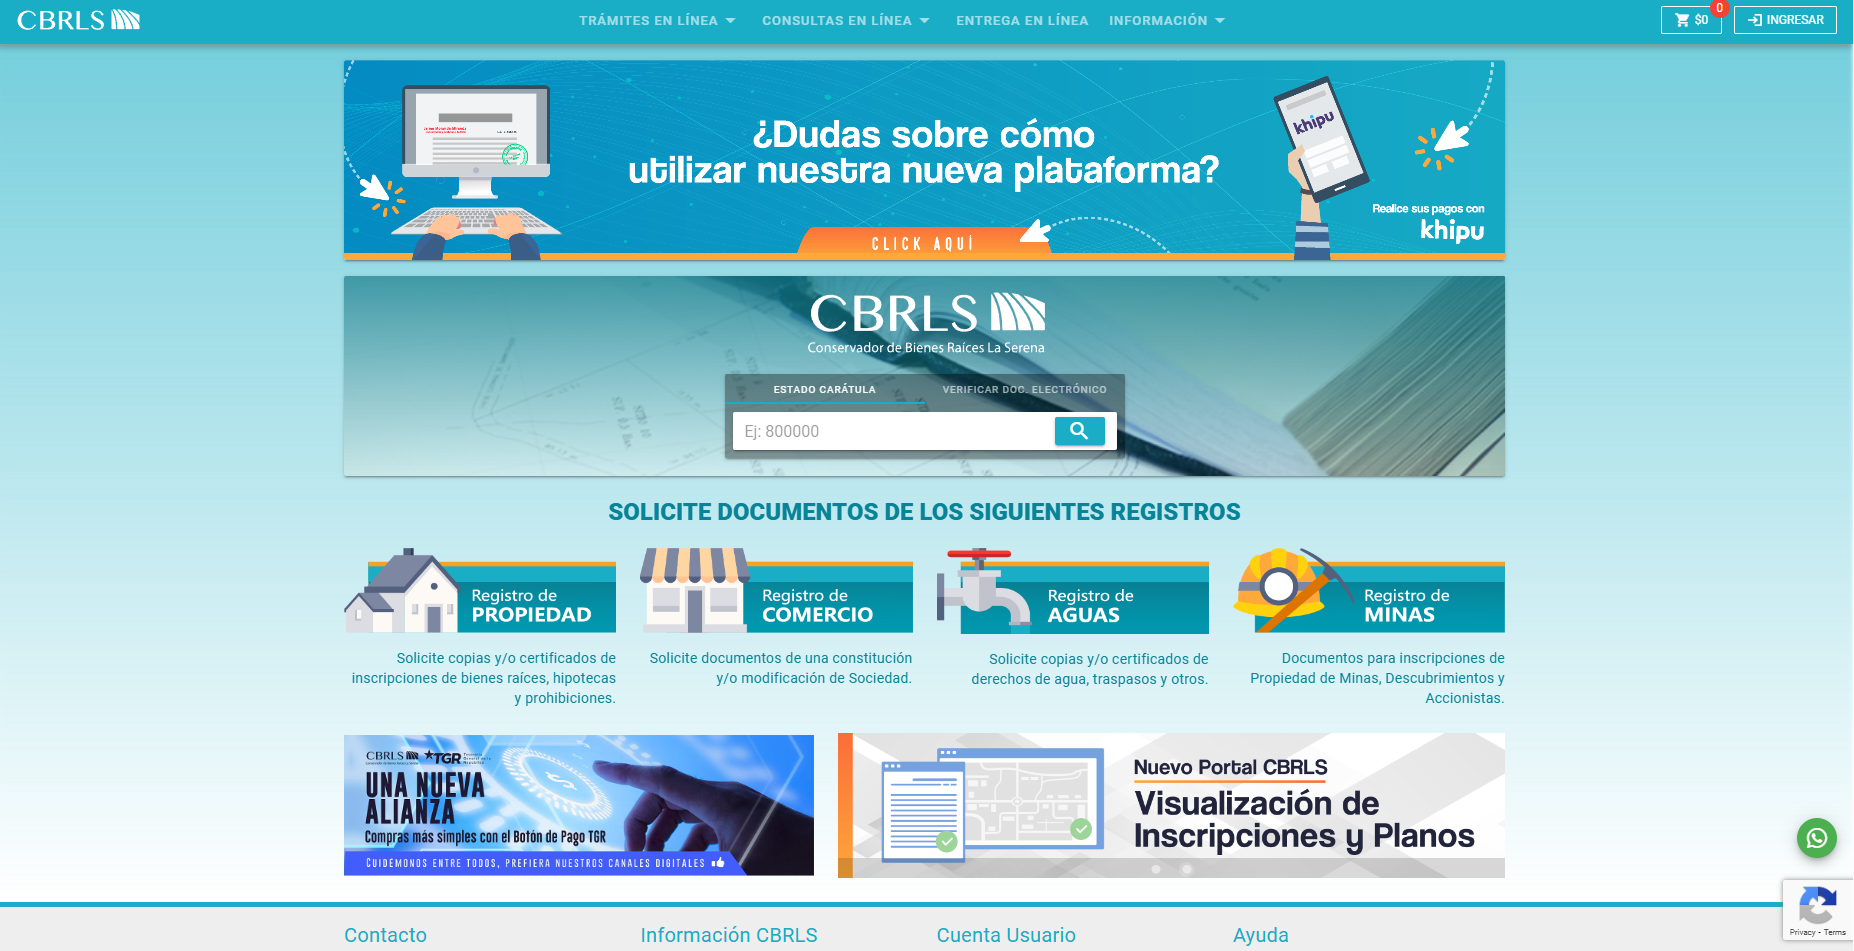 CBRLS
TRÁMITES EN LÍNEA
CONSULTAS EN LÍNEA
ENTREGA EN LÍNEA
INFORMACIÓN
$0
0
INGRESAR
¿Dudas sobre cómo
utilizar nuestra nueva plataforma?
CLICK AQUÍ
khipu
Realice sus pagos con
khipu
CBRLS
Conservador de Bienes Raíces La Serena
ESTADO CARÁTULA
VERIFICAR DOC. ELECTRÓNICO
Ej: 800000
SOLICITE DOCUMENTOS DE LOS SIGUIENTES REGISTROS
Registro de
PROPIEDAD
Solicite copias y/o certificados de
inscripciones de bienes raíces, hipotecas
y prohibiciones.
Registro de
COMERCIO
Solicite documentos de una constitución
y/o modificación de Sociedad.
Registro de
AGUAS
Solicite copias y/o certificados de
derechos de agua, traspasos y otros.
Registro de
MINAS
Documentos para inscripciones de
Propiedad de Minas, Descubrimientos y
Accionistas.
CBRLS
TGR
UNA NUEVA
ALIANZA
Compras más simples con el Botón de Pago TGR
CUIDÉMONOS ENTRE TODOS, PREFIERA NUESTROS CANALES DIGITALES
Nuevo Portal CBRLS
Visualización de
Inscripciones y Planos
Privacy - Terms
Contacto
Información CBRLS
Cuenta Usuario
Ayuda